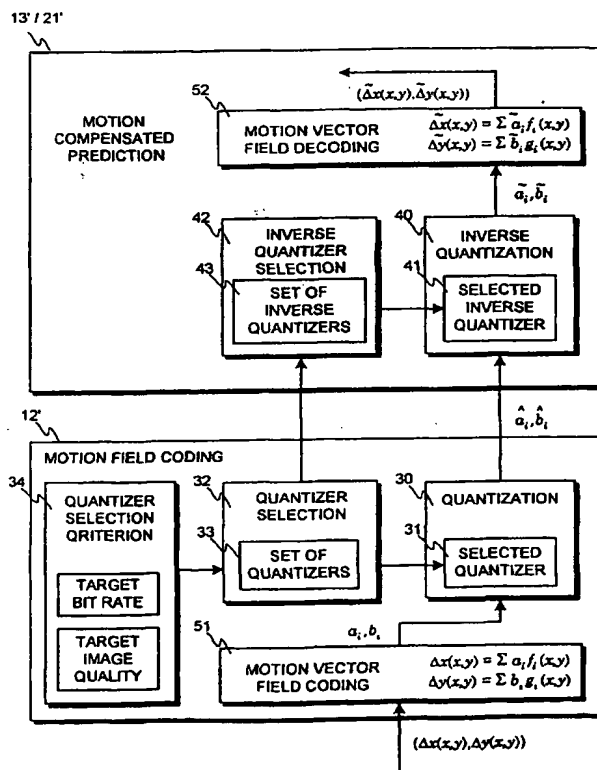 13'/21'
52
(Δ̃x(x,y),Δ̃y(x,y))
MOTION
COMPENSATED
PREDICTION
MOTION VECTOR
FIELD DECODING
Δ̃x(x,y) = Σ ã_i f_i(x,y)
Δ̃y(x,y) = Σ b̃_i g_i(x,y)
ã_i, b̃_i
42
INVERSE
QUANTIZER
SELECTION
43
SET OF
INVERSE
QUANTIZERS
40
INVERSE
QUANTIZATION
41
SELECTED
INVERSE
QUANTIZER
12'
â_i, b̂_i
MOTION FIELD CODING
34
QUANTIZER
SELECTION
QRITERION
TARGET
BIT RATE
TARGET
IMAGE
QUALITY
32
QUANTIZER
SELECTION
33
SET OF
QUANTIZERS
30
QUANTIZATION
31
SELECTED
QUANTIZER
51
a_i, b_i
MOTION VECTOR
FIELD CODING
Δx(x,y) = Σ a_i f_i(x,y)
Δy(x,y) = Σ b_i g_i(x,y)
(Δx(x,y),Δy(x,y))